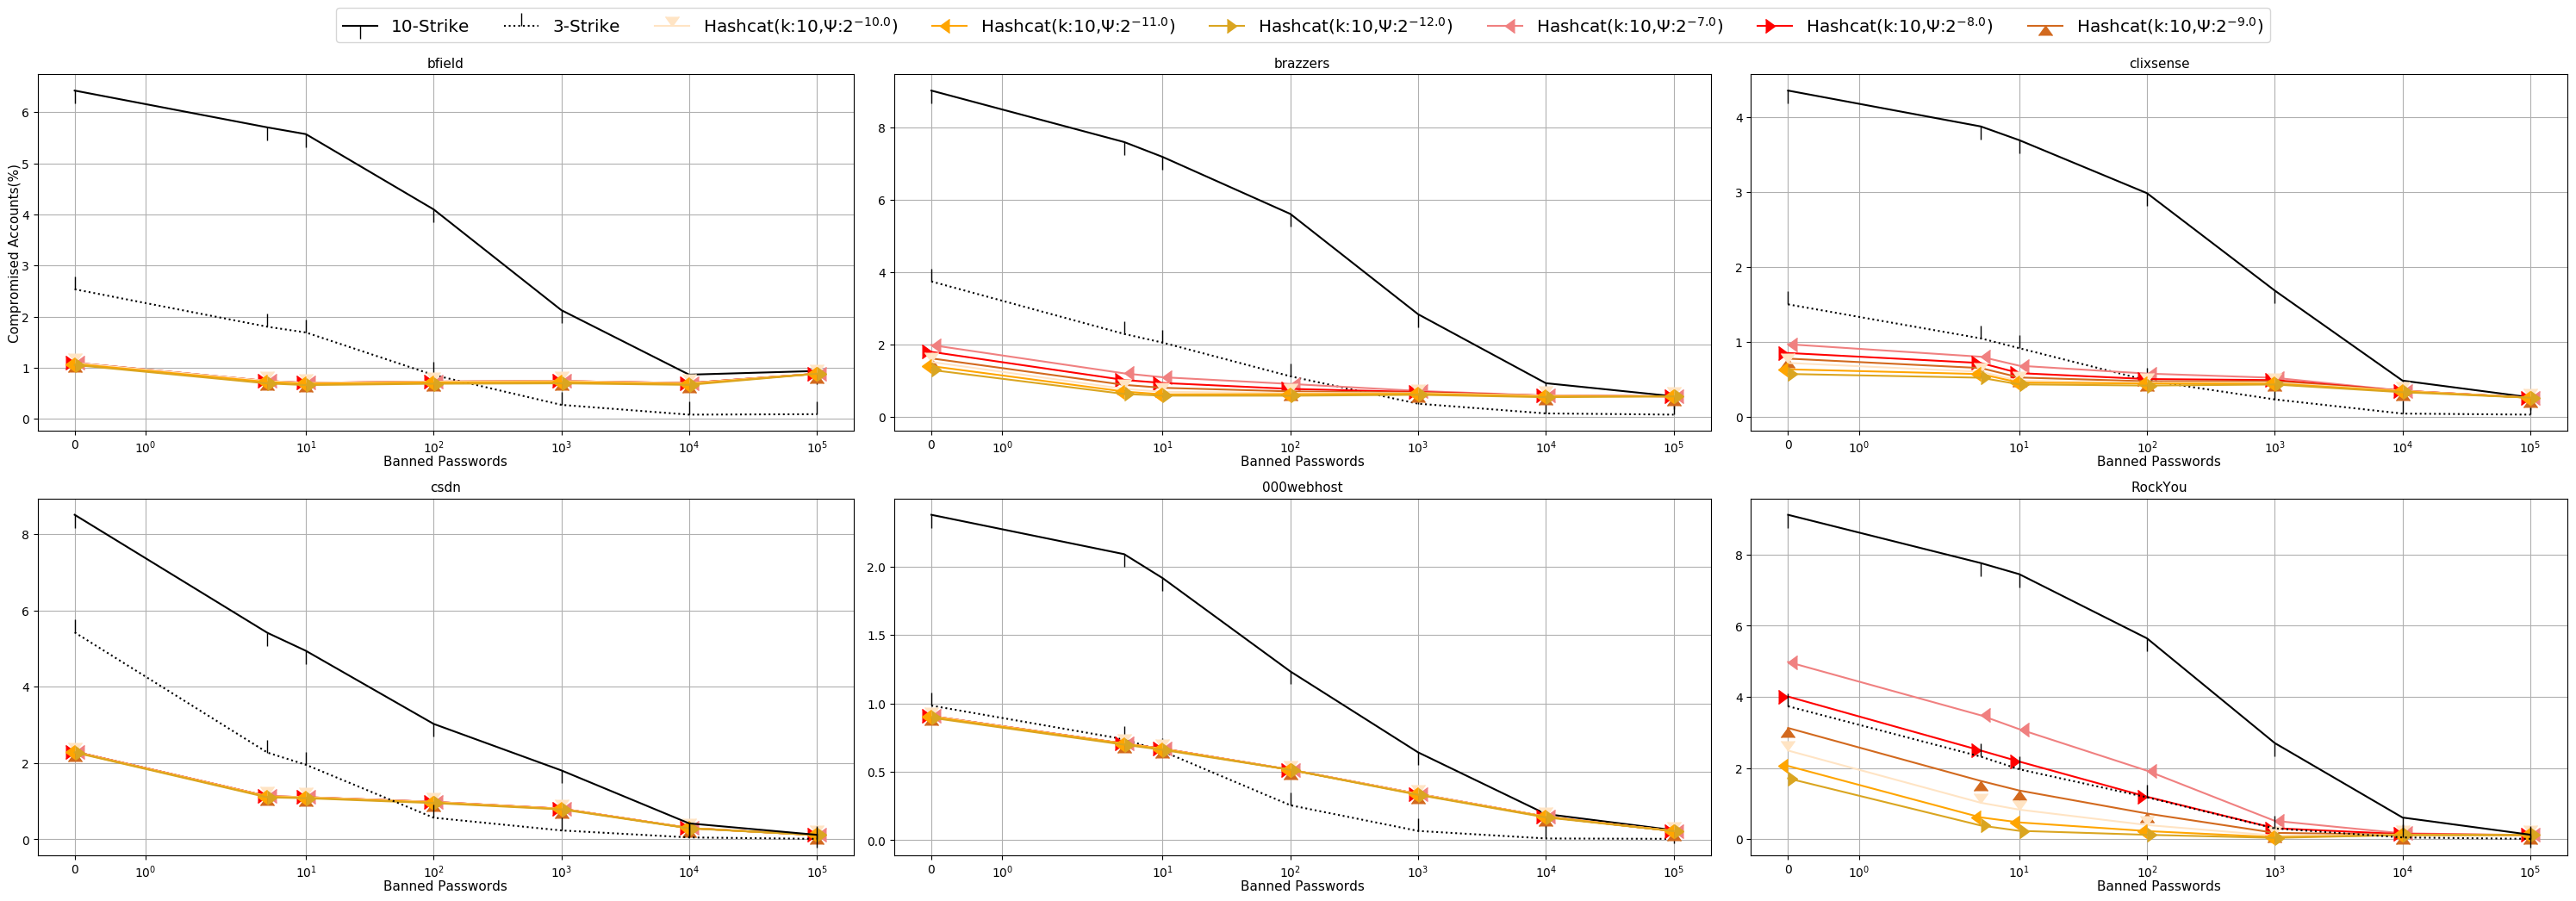 10-Strike 3-Strike Hashcat(k:10,Ψ:2^−10.0) Hashcat(k:10,Ψ:2^−11.0) Hashcat(k:10,Ψ:2^−12.0) Hashcat(k:10,Ψ:2^−7.0) Hashcat(k:10,Ψ:2^−8.0) Hashcat(k:10,Ψ:2^−9.0)
bfield
Compromised Accounts(%)
6
5
4
3
2
1
0
0 10^0 10^1 10^2 10^3 10^4 10^5
Banned Passwords
brazzers
8
6
4
2
0
0 10^0 10^1 10^2 10^3 10^4 10^5
Banned Passwords
clixsense
4
3
2
1
0
0 10^0 10^1 10^2 10^3 10^4 10^5
Banned Passwords
csdn
8
6
4
2
0
0 10^0 10^1 10^2 10^3 10^4 10^5
Banned Passwords
000webhost
2.0
1.5
1.0
0.5
0.0
0 10^0 10^1 10^2 10^3 10^4 10^5
Banned Passwords
RockYou
8
6
4
2
0
0 10^0 10^1 10^2 10^3 10^4 10^5
Banned Passwords